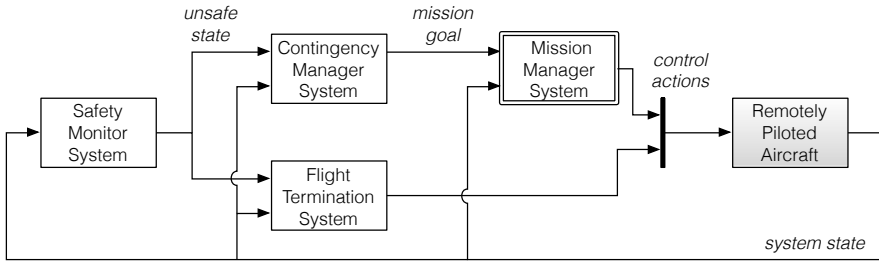 unsafe
state
mission
goal
Contingency
Manager
System
Mission
Manager
System
control
actions
Safety
Monitor
System
Remotely
Piloted
Aircraft
Flight
Termination
System
system state